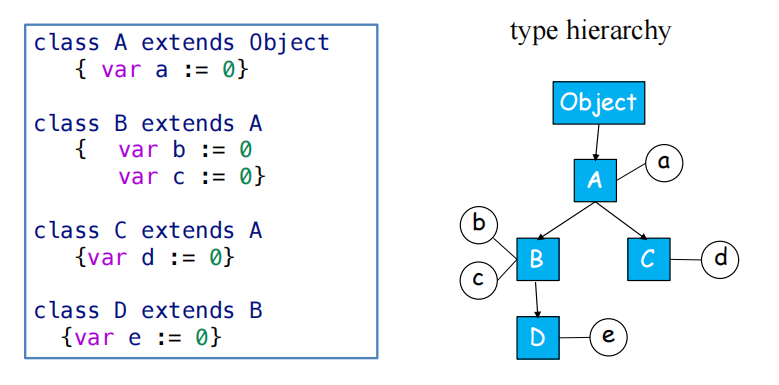 class A extends Object
{ var a := 0}
class B extends A
{ var b := 0
var c := 0}
class C extends A
{var d := 0}
class D extends B
{var e := 0}
type hierarchy
Object
A
a
b
B
c
C
d
D
e